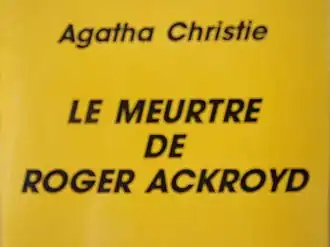 Agatha Christie
LE MEURTRE
DE
ROGER ACKROYD